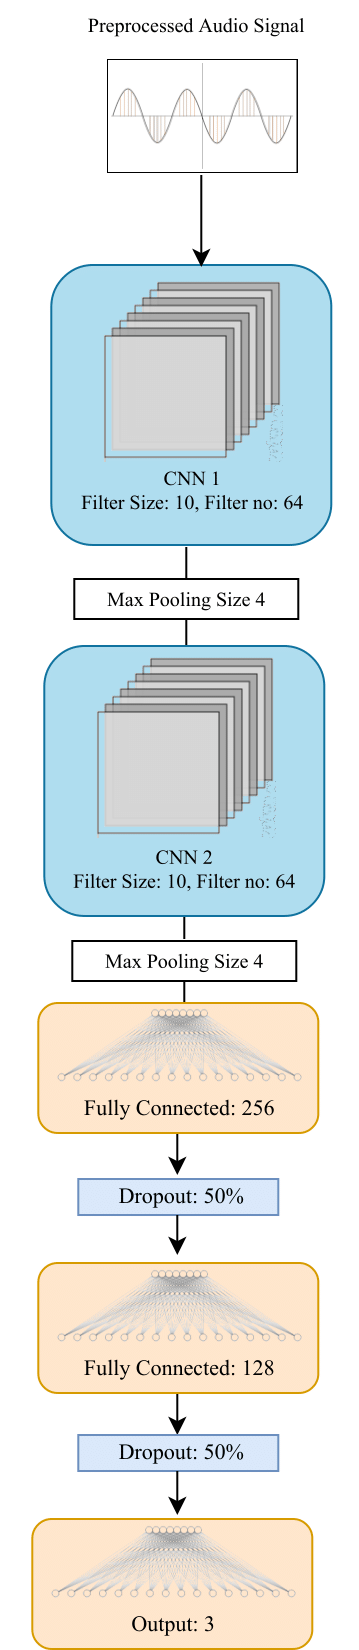 Preprocessed Audio Signal
CNN 1
Filter Size: 10, Filter no: 64
Max Pooling Size 4
CNN 2
Filter Size: 10, Filter no: 64
Max Pooling Size 4
Fully Connected: 256
Dropout: 50%
Fully Connected: 128
Dropout: 50%
Output: 3